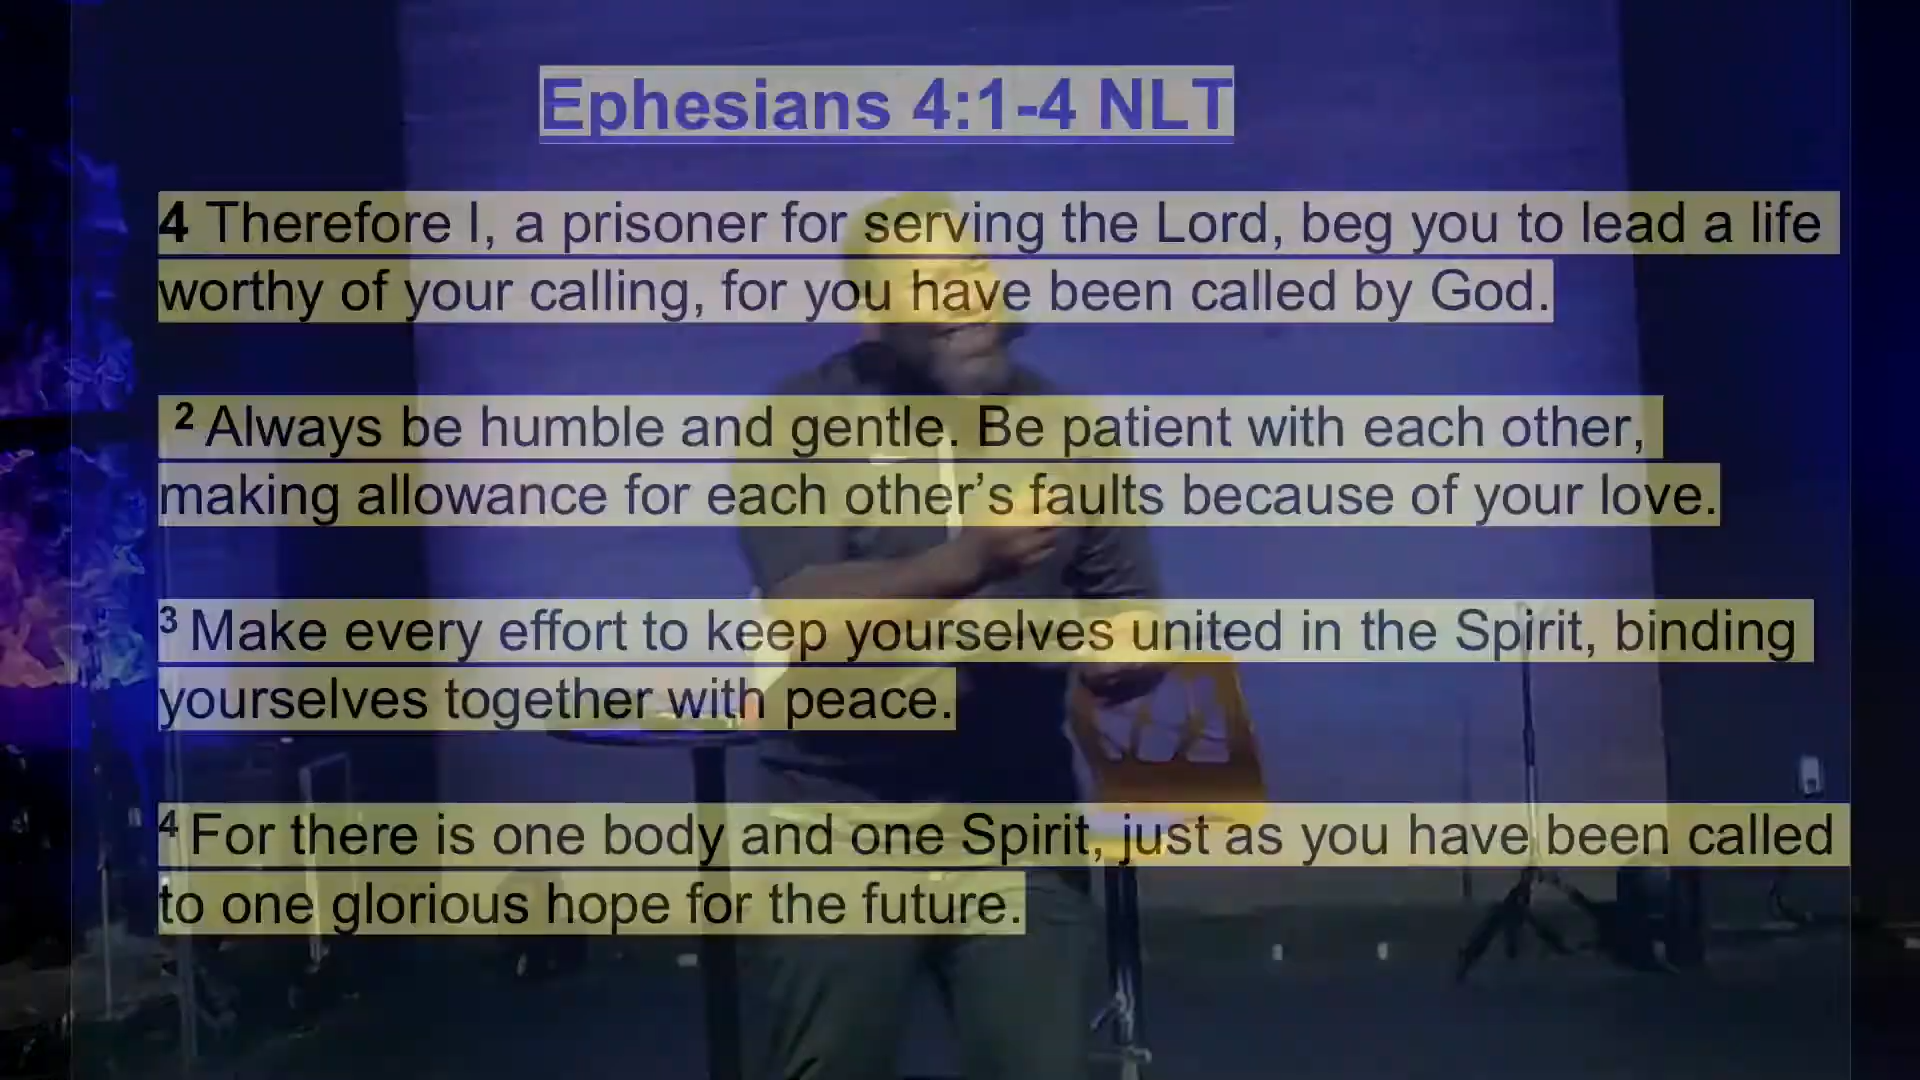 Ephesians 4:1-4 NLT
4 Therefore I, a prisoner for serving the Lord, beg you to lead a life
worthy of your calling, for you have been called by God.
2 Always be humble and gentle. Be patient with each other,
making allowance for each other’s faults because of your love.
3 Make every effort to keep yourselves united in the Spirit, binding
yourselves together with peace.
4 For there is one body and one Spirit, just as you have been called
to one glorious hope for the future.